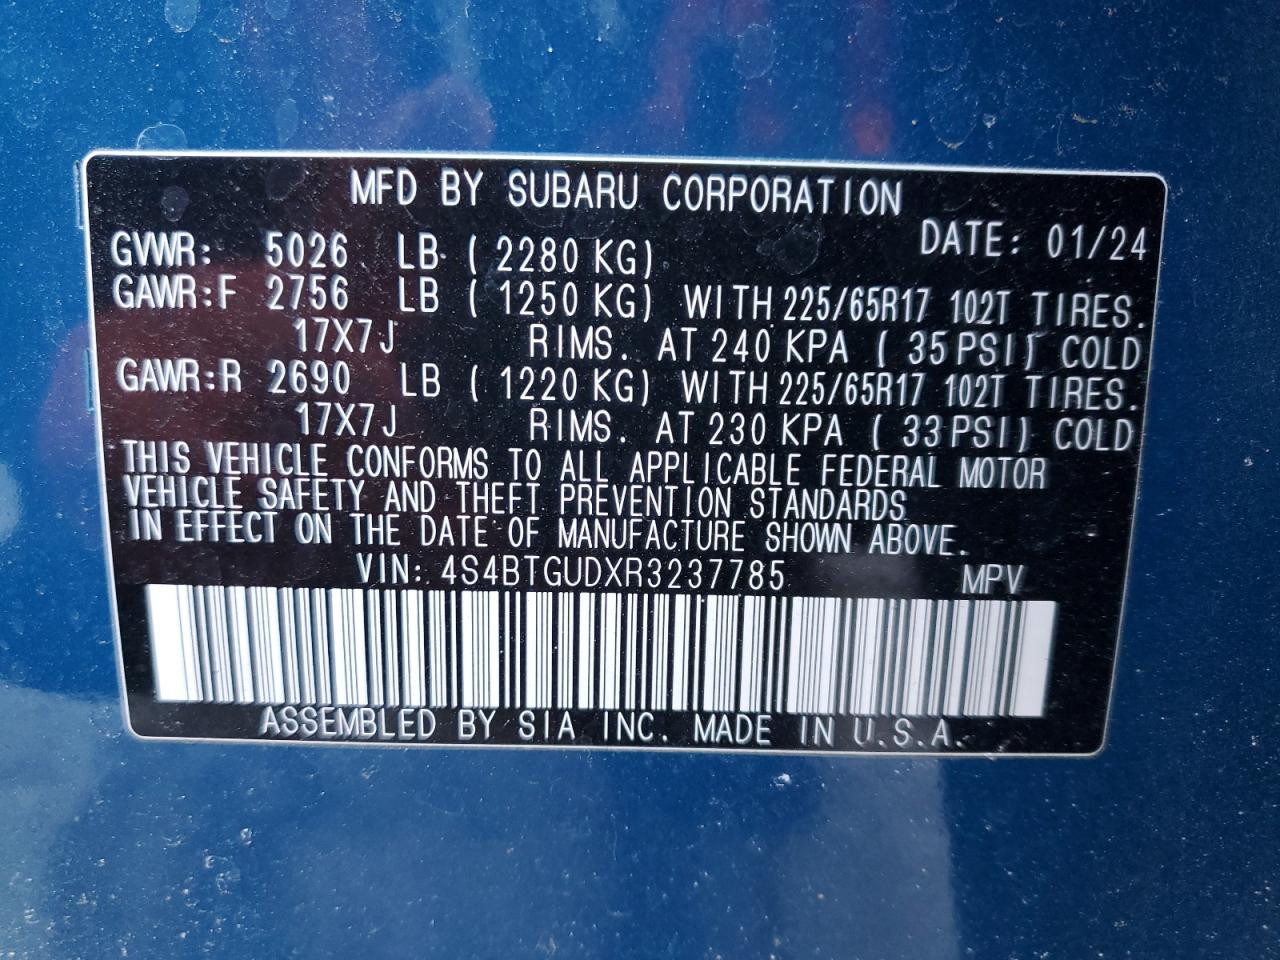 MFD BY SUBARU CORPORATION
DATE: 01/24
GVWR: 5026 LB ( 2280 KG)
GAWR:F 2756 LB ( 1250 KG) WITH 225/65R17 102T TIRES.
17X7J RIMS. AT 240 KPA ( 35 PSI) COLD
GAWR:R 2690 LB ( 1220 KG) WITH 225/65R17 102T TIRES.
17X7J RIMS. AT 230 KPA ( 33 PSI) COLD
THIS VEHICLE CONFORMS TO ALL APPLICABLE FEDERAL MOTOR
VEHICLE SAFETY AND THEFT PREVENTION STANDARDS
IN EFFECT ON THE DATE OF MANUFACTURE SHOWN ABOVE.
VIN: 4S4BTGUDXR3237785 MPV
ASSEMBLED BY SIA INC. MADE IN U.S.A.